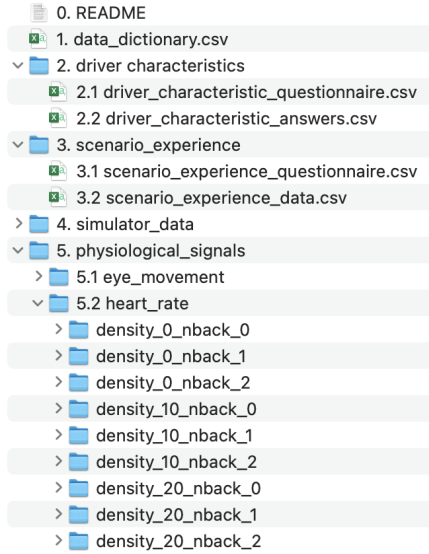 0. README
1. data_dictionary.csv
2. driver characteristics
2.1 driver_characteristic_questionnaire.csv
2.2 driver_characteristic_answers.csv
3. scenario_experience
3.1 scenario_experience_questionnaire.csv
3.2 scenario_experience_data.csv
4. simulator_data
5. physiological_signals
5.1 eye_movement
5.2 heart_rate
density_0_nback_0
density_0_nback_1
density_0_nback_2
density_10_nback_0
density_10_nback_1
density_10_nback_2
density_20_nback_0
density_20_nback_1
density_20_nback_2